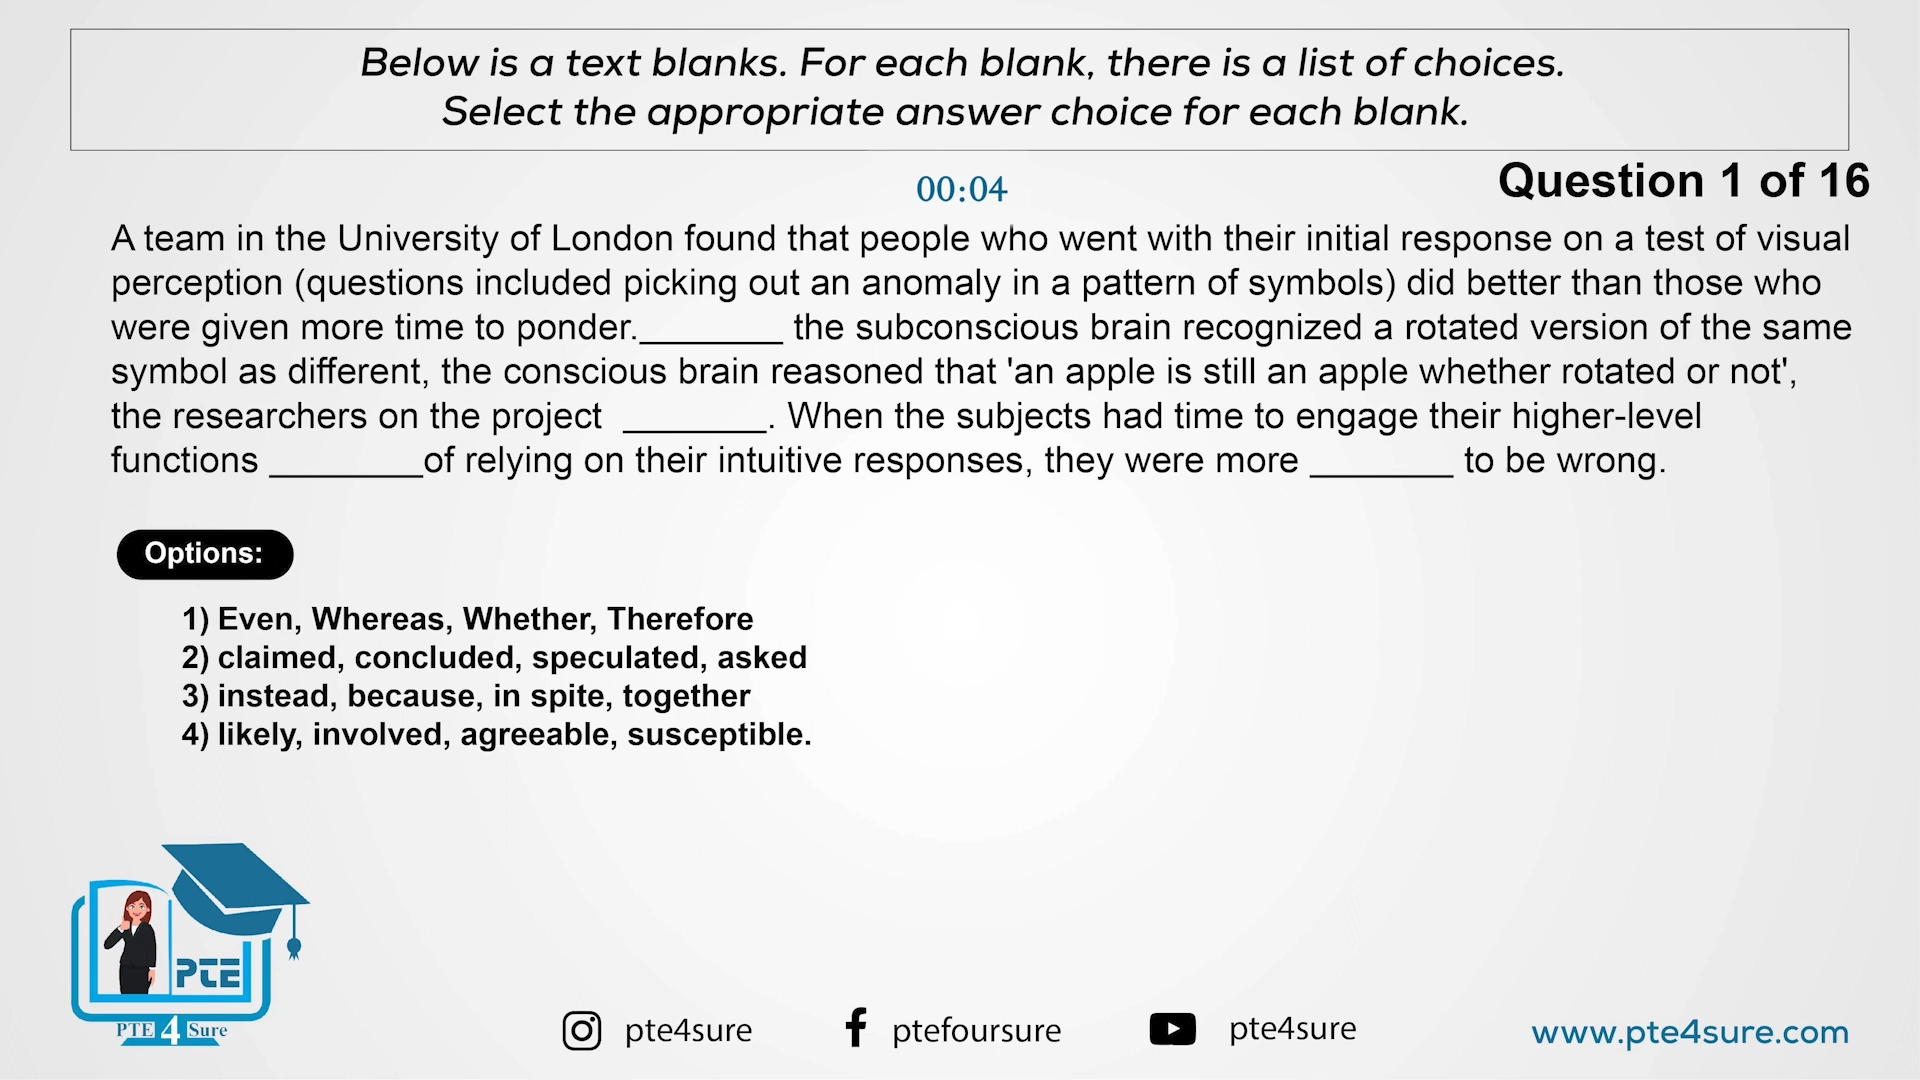 Below is a text blanks. For each blank, there is a list of choices.
Select the appropriate answer choice for each blank.
00:04
Question 1 of 16
A team in the University of London found that people who went with their initial response on a test of visual
perception (questions included picking out an anomaly in a pattern of symbols) did better than those who
were given more time to ponder._______ the subconscious brain recognized a rotated version of the same
symbol as different, the conscious brain reasoned that 'an apple is still an apple whether rotated or not',
the researchers on the project _______. When the subjects had time to engage their higher-level
functions _______of relying on their intuitive responses, they were more _______ to be wrong.
Options:
1) Even, Whereas, Whether, Therefore
2) claimed, concluded, speculated, asked
3) instead, because, in spite, together
4) likely, involved, agreeable, susceptible.
PTE
PTE 4 Sure
pte4sure
ptefoursure
pte4sure
www.pte4sure.com